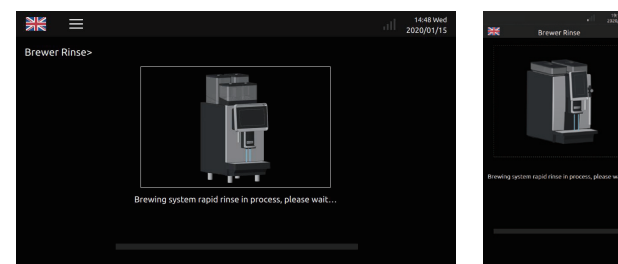 14:48 Wed
2020/01/15
Brewer Rinse>
Brewing system rapid rinse in process, please wait...
Brewer Rinse
Brewing system rapid rinse in process, please